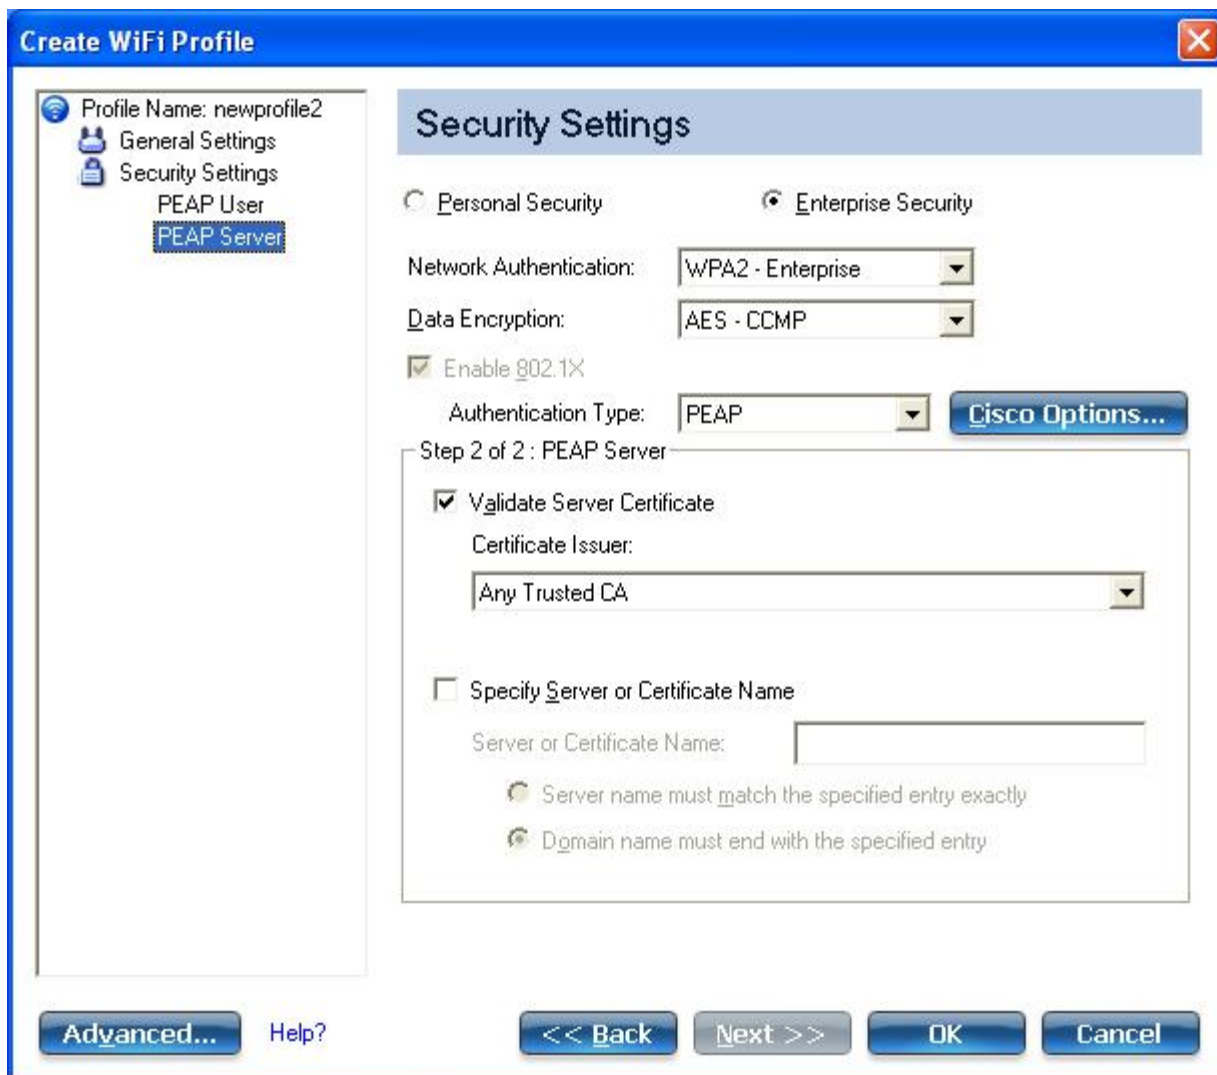 Create WiFi Profile
Profile Name: newprofile2
General Settings
Security Settings
PEAP User
PEAP Server
Security Settings
Personal Security
Enterprise Security
Network Authentication:
WPA2 - Enterprise
Data Encryption:
AES - CCMP
Enable 802.1X
Authentication Type:
PEAP
Cisco Options...
Step 2 of 2 : PEAP Server
Validate Server Certificate
Certificate Issuer:
Any Trusted CA
Specify Server or Certificate Name
Server or Certificate Name:
Server name must match the specified entry exactly
Domain name must end with the specified entry
Advanced...
Help?
<< Back
Next >>
OK
Cancel